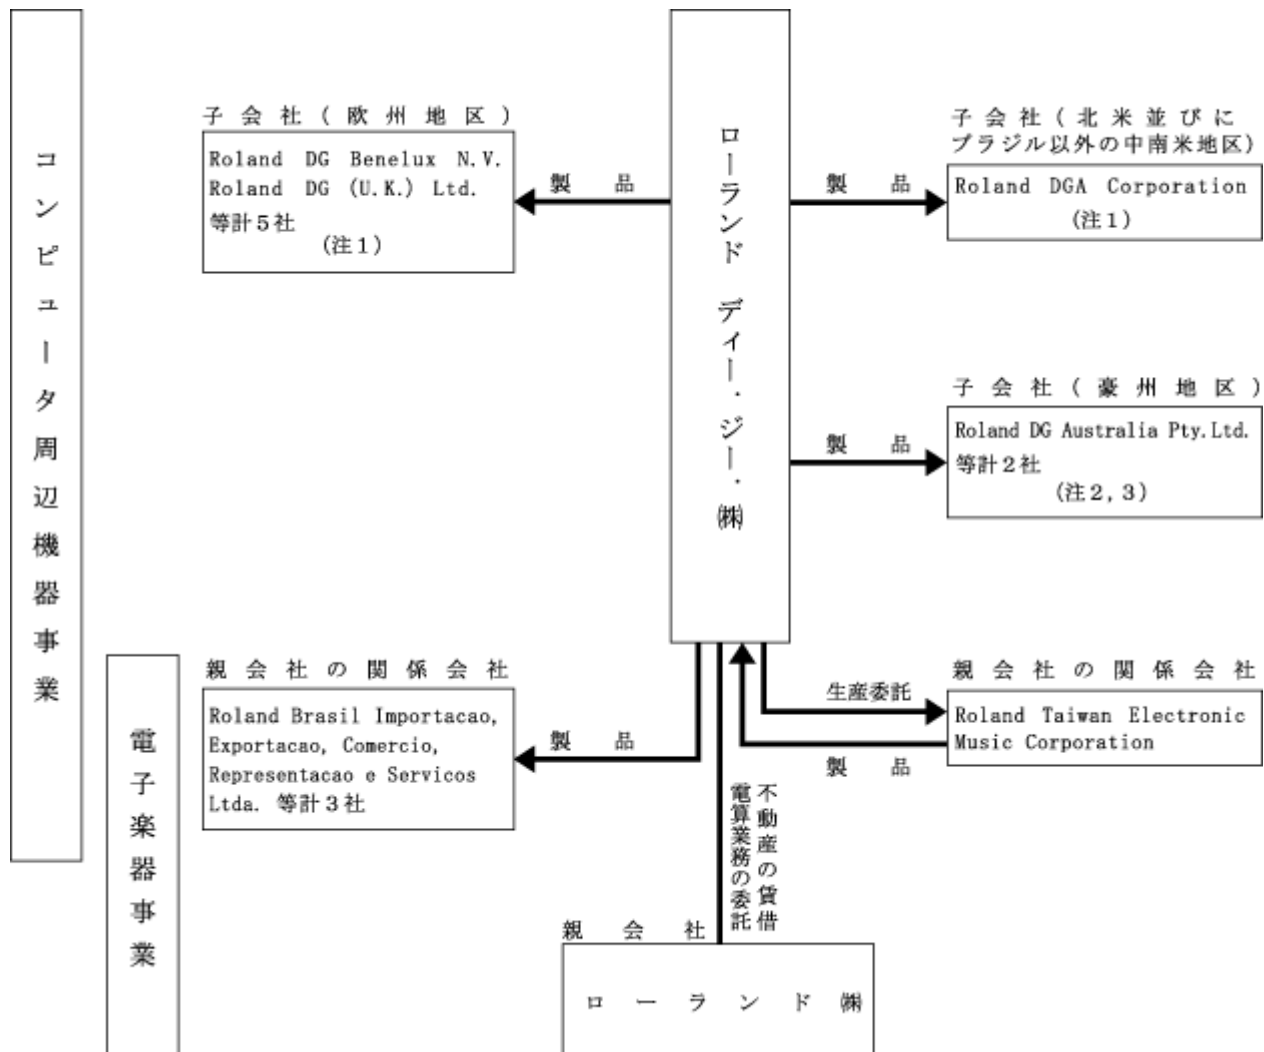 コンピュータ周辺機器事業
子会社(欧州地区)
Roland DG Benelux N.V.
Roland DG (U.K.) Ltd.
等計5社
(注1)
製品
ローランド ディー.ジー.㈱
製品
子会社(北米並びに
ブラジル以外の中南米地区)
Roland DGA Corporation
(注1)
製品
子会社(豪州地区)
Roland DG Australia Pty.Ltd.
等計2社
(注2,3)
電子楽器事業
親会社の関係会社
Roland Brasil Importacao,
Exportacao, Comercio,
Representacao e Servicos
Ltda. 等計3社
製品
生産委託
製品
親会社の関係会社
Roland Taiwan Electronic
Music Corporation
不動産の賃借
電算業務の委託
親会社
ローランド㈱